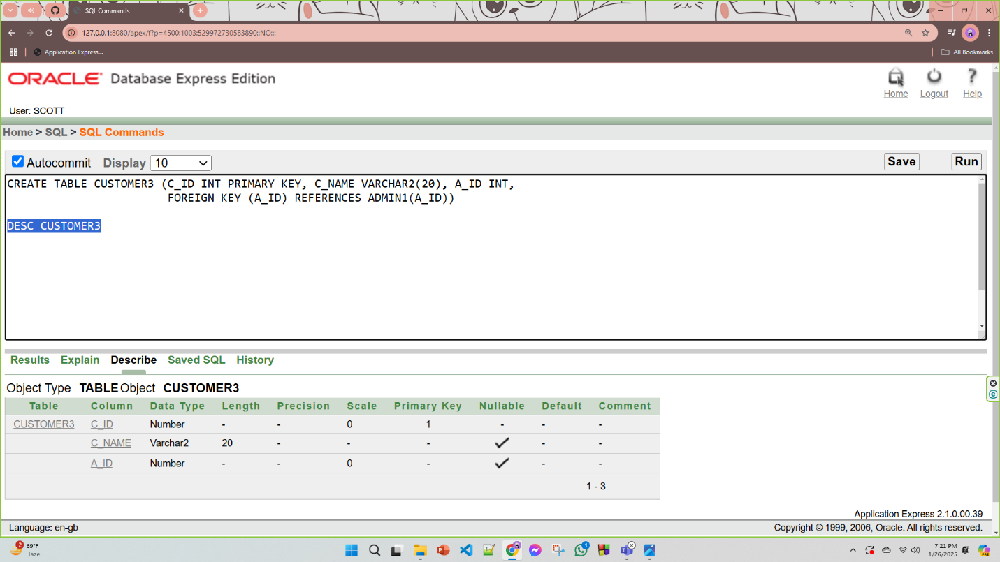 SQL Commands
127.0.0.1:8080/apex/f?p=4500:1003:529972730583890::NO:::
Application Express...
All Bookmarks
ORACLE Database Express Edition
Home Logout Help
User: SCOTT
Home > SQL > SQL Commands
Autocommit Display 10 Save Run
CREATE TABLE CUSTOMER3 (C_ID INT PRIMARY KEY, C_NAME VARCHAR2(20), A_ID INT,
FOREIGN KEY (A_ID) REFERENCES ADMIN1(A_ID))
DESC CUSTOMER3
Results Explain Describe Saved SQL History
Object Type TABLE Object CUSTOMER3
Table Column Data Type Length Precision Scale Primary Key Nullable Default Comment
CUSTOMER3 C_ID Number - - 0 1 - - -
C_NAME Varchar2 20 - - - ✓ - -
A_ID Number - - 0 - ✓ - -
1 - 3
Application Express 2.1.0.00.39
Language: en-gb Copyright © 1999, 2006, Oracle. All rights reserved.
2 69°F 1 7:21 PM
Haze 1/26/2025 PRE